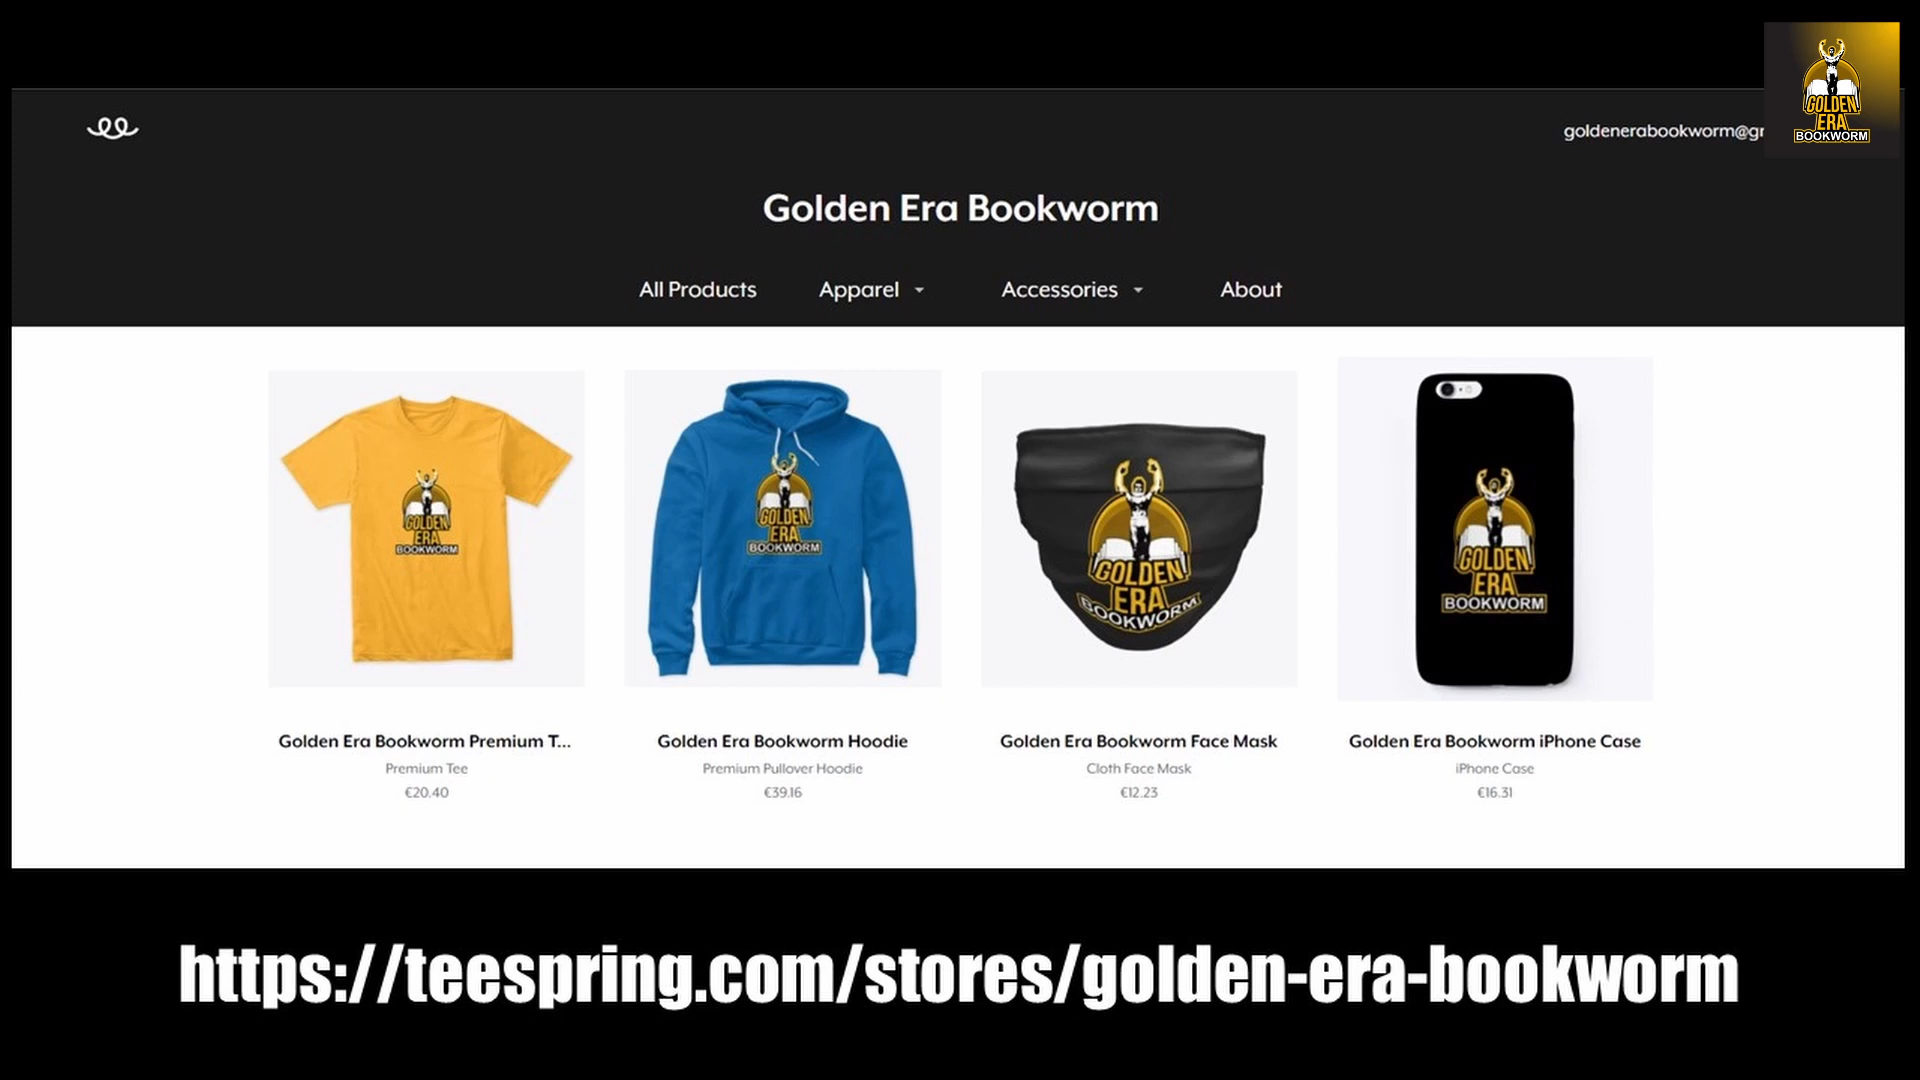 GOLDEN
ERA
BOOKWORM
goldenerabookworm@gr
Golden Era Bookworm
All Products
Apparel
Accessories
About
GOLDEN
ERA
BOOKWORM
GOLDEN
ERA
BOOKWORM
GOLDEN
ERA
BOOKWORM
GOLDEN
ERA
BOOKWORM
Golden Era Bookworm Premium T...
Premium Tee
€20.40
Golden Era Bookworm Hoodie
Premium Pullover Hoodie
€39.16
Golden Era Bookworm Face Mask
Cloth Face Mask
€12.23
Golden Era Bookworm iPhone Case
iPhone Case
€16.31
https://teespring.com/stores/golden-era-bookworm